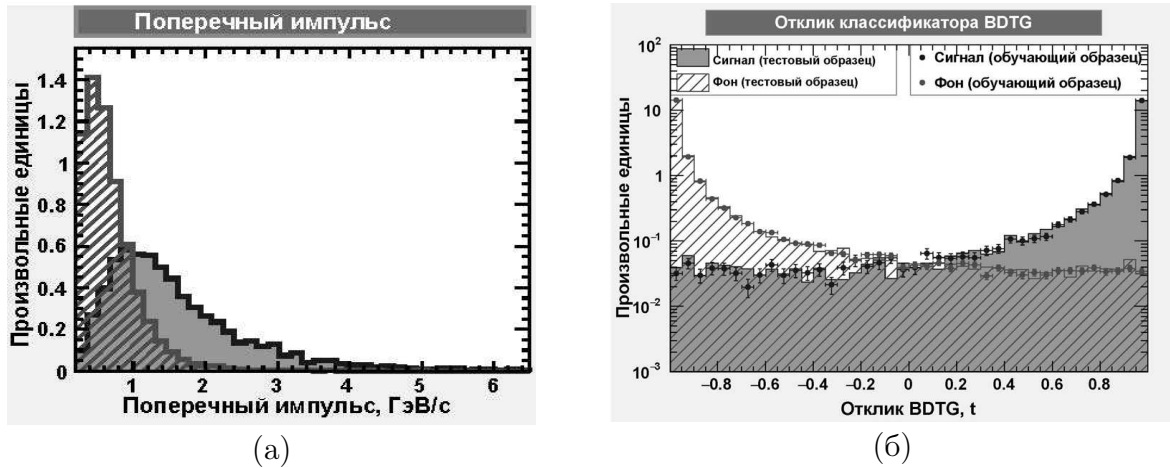 Поперечный импульс
Произвольные единицы
1.4
1.2
1
0.8
0.6
0.4
0.2
0
1 2 3 4 5 6
Поперечный импульс, ГэВ/с
(а)
Отклик классификатора BDTG
Произвольные единицы
Сигнал (тестовый образец)
Фон (тестовый образец)
Сигнал (обучающий образец)
Фон (обучающий образец)
10²
10
1
10⁻¹
10⁻²
10⁻³
−0.8 −0.6 −0.4 −0.2 0 0.2 0.4 0.6 0.8
Отклик BDTG, t
(б)